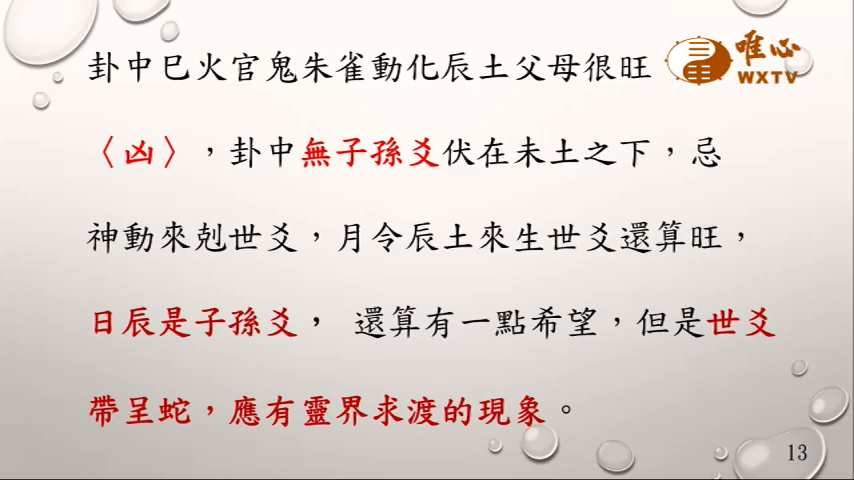 卦中巳火官鬼朱雀動化辰土父母很旺
〈凶〉，卦中無子孫爻伏在未土之下，忌
神動來剋世爻，月令辰土來生世爻還算旺，
日辰是子孫爻， 還算有一點希望，但是世爻
帶呈蛇，應有靈界求渡的現象。
唯心
WXTV
13